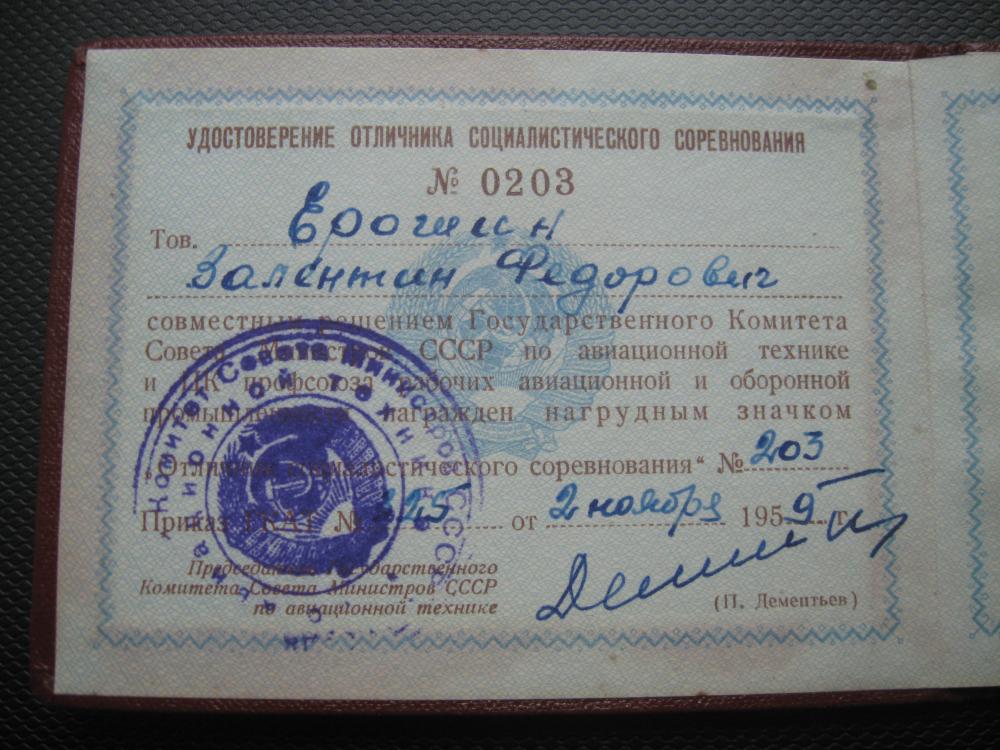 УДОСТОВЕРЕНИЕ ОТЛИЧНИКА СОЦИАЛИСТИЧЕСКОГО СОРЕВНОВАНИЯ
№ 0203
Тов. Ерошин
Валентин Федорович
совместным решением Государственного Комитета
Совета Министров СССР по авиационной технике
и ЦК профсоюза рабочих авиационной и оборонной
промышленности награжден нагрудным значком
„Отличник социалистического соревнования“ № 203
Приказ ГКАТ № 325 от 2 ноября 1959 г.
Председатель Государственного
Комитета Совета Министров СССР
по авиационной технике
(П. Дементьев)